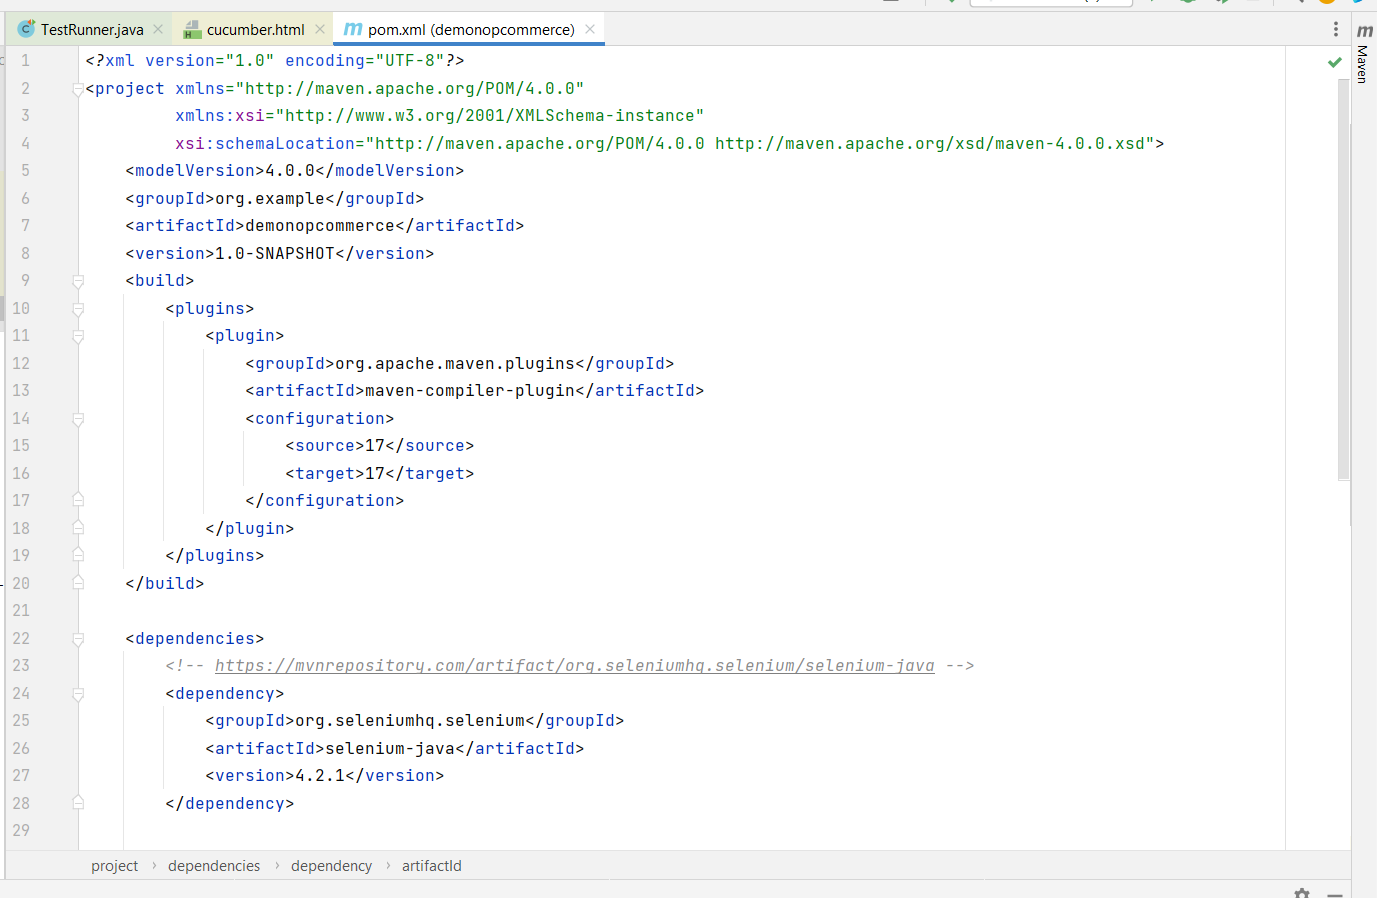 TestRunner.java
cucumber.html
pom.xml (demonopcommerce)
Maven
1 <?xml version="1.0" encoding="UTF-8"?>
2 <project xmlns="http://maven.apache.org/POM/4.0.0"
3 xmlns:xsi="http://www.w3.org/2001/XMLSchema-instance"
4 xsi:schemaLocation="http://maven.apache.org/POM/4.0.0 http://maven.apache.org/xsd/maven-4.0.0.xsd">
5 <modelVersion>4.0.0</modelVersion>
6 <groupId>org.example</groupId>
7 <artifactId>demonopcommerce</artifactId>
8 <version>1.0-SNAPSHOT</version>
9 <build>
10 <plugins>
11 <plugin>
12 <groupId>org.apache.maven.plugins</groupId>
13 <artifactId>maven-compiler-plugin</artifactId>
14 <configuration>
15 <source>17</source>
16 <target>17</target>
17 </configuration>
18 </plugin>
19 </plugins>
20 </build>
21
22 <dependencies>
23 <!-- https://mvnrepository.com/artifact/org.seleniumhq.selenium/selenium-java -->
24 <dependency>
25 <groupId>org.seleniumhq.selenium</groupId>
26 <artifactId>selenium-java</artifactId>
27 <version>4.2.1</version>
28 </dependency>
29
project › dependencies › dependency › artifactId